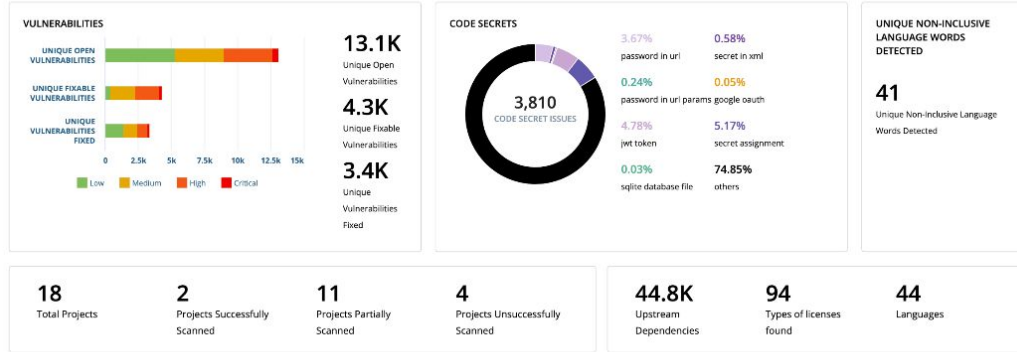 VULNERABILITIES
UNIQUE OPEN
VULNERABILITIES
UNIQUE FIXABLE
VULNERABILITIES
UNIQUE
VULNERABILITIES
FIXED
0 2.5k 5k 7.5k 10k 12.5k 15k
Low Medium High Critical
13.1K
Unique Open
Vulnerabilities
4.3K
Unique Fixable
Vulnerabilities
3.4K
Unique
Vulnerabilities
Fixed
CODE SECRETS
3,810
CODE SECRET ISSUES
3.67% 0.58%
password in url secret in xml
0.24% 0.05%
password in url params google oauth
4.78% 5.17%
jwt token secret assignment
0.03% 74.85%
sqlite database file others
UNIQUE NON-INCLUSIVE
LANGUAGE WORDS
DETECTED
41
Unique Non-Inclusive Language
Words Detected
18
Total Projects
2
Projects Successfully
Scanned
11
Projects Partially
Scanned
4
Projects Unsuccessfully
Scanned
44.8K
Upstream
Dependencies
94
Types of licenses
found
44
Languages